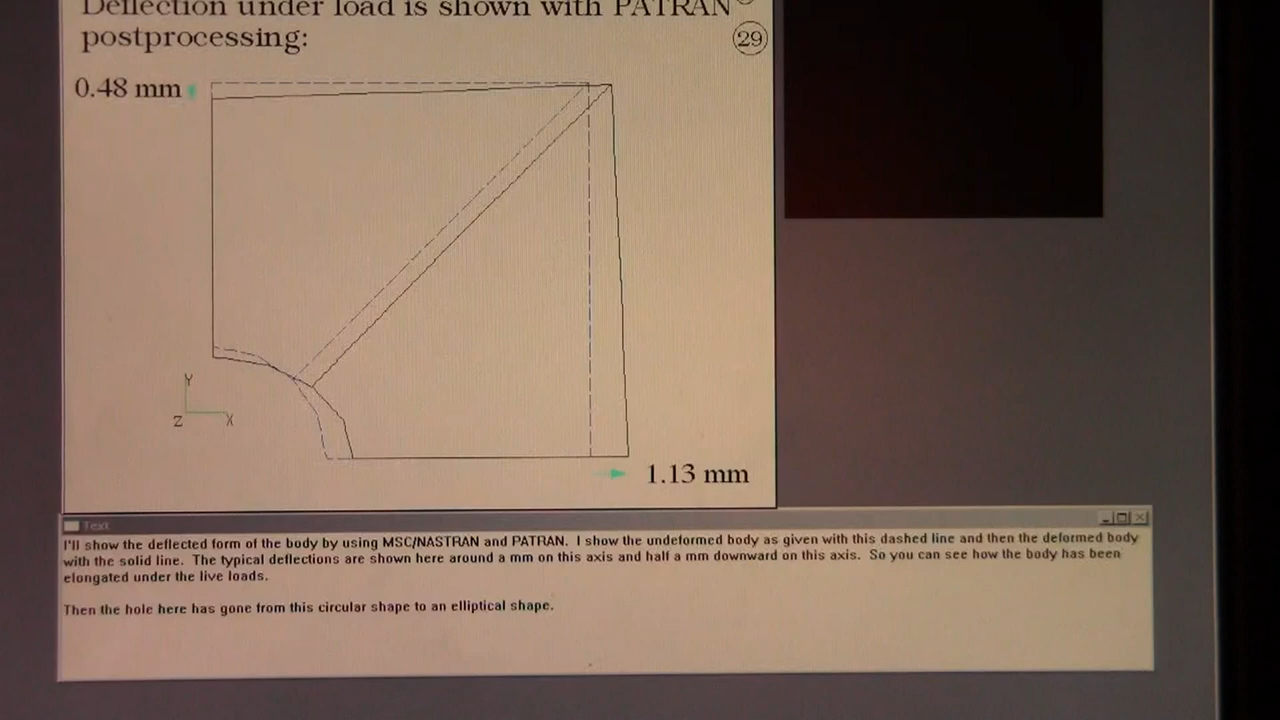 Deflection under load is shown with PATRAN
postprocessing:
29
0.48 mm
Y
Z X
1.13 mm
Text
I'll show the deflected form of the body by using MSC/NASTRAN and PATRAN. I show the undeformed body as given with this dashed line and then the deformed body
with the solid line. The typical deflections are shown here around a mm on this axis and half a mm downward on this axis. So you can see how the body has been
elongated under the live loads.
Then the hole here has gone from this circular shape to an elliptical shape.